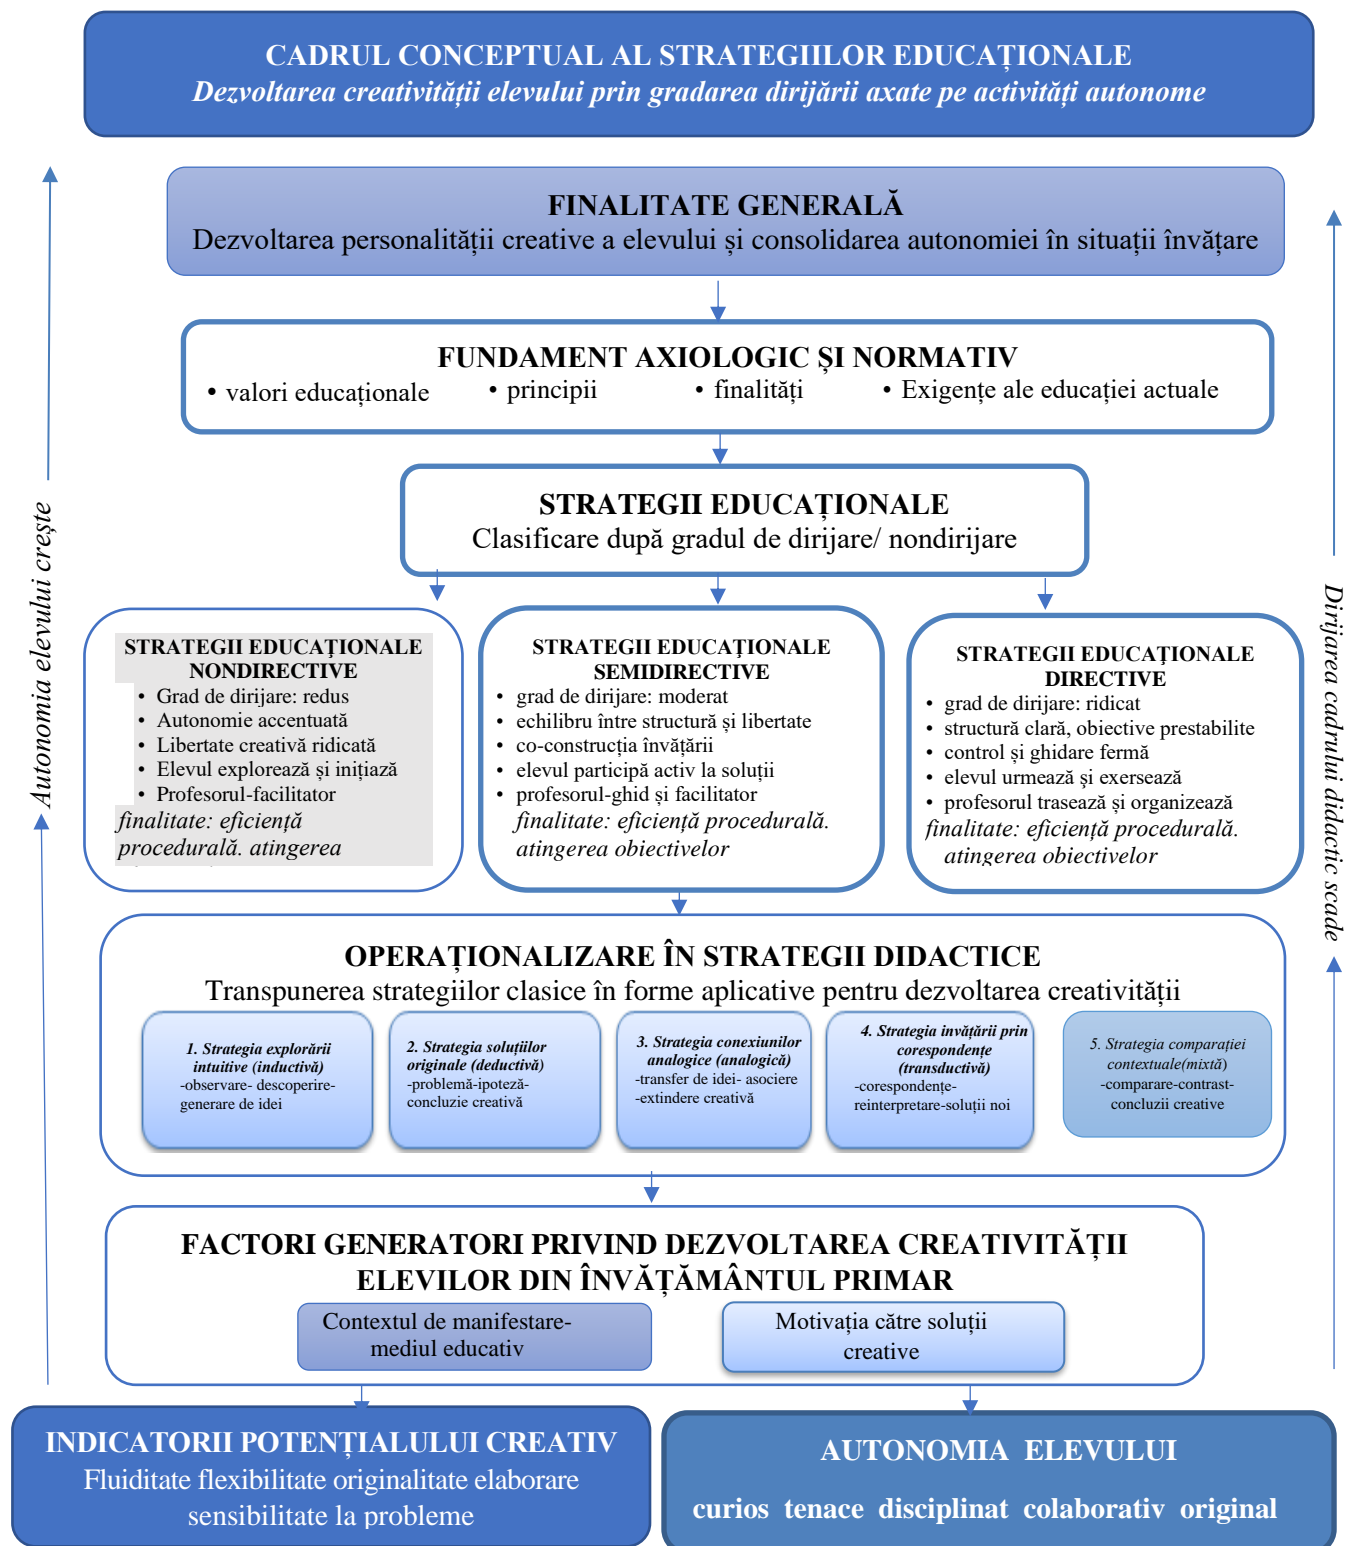 CADRUL CONCEPTUAL AL STRATEGIILOR EDUCAȚIONALE
Dezvoltarea creativității elevului prin gradarea dirijării axate pe activități autonome
FINALITATE GENERALĂ
Dezvoltarea personalității creative a elevului și consolidarea autonomiei în situații învățare
FUNDAMENT AXIOLOGIC ȘI NORMATIV
• valori educaționale • principii • finalități • Exigențe ale educației actuale
STRATEGII EDUCAȚIONALE
Clasificare după gradul de dirijare/ nondirijare
Autonomia elevului crește
Dirijarea cadrului didactic scade
STRATEGII EDUCAŢIONALE
NONDIRECTIVE
• Grad de dirijare: redus
• Autonomie accentuată
• Libertate creativă ridicată
• Elevul explorează și inițiază
• Profesorul-facilitator
finalitate: eficiență
procedurală. atingerea
STRATEGII EDUCAȚIONALE
SEMIDIRECTIVE
• grad de dirijare: moderat
• echilibru între structură și libertate
• co-construcția învățării
• elevul participă activ la soluții
• profesorul-ghid și facilitator
finalitate: eficiență procedurală.
atingerea obiectivelor
STRATEGII EDUCAŢIONALE
DIRECTIVE
• grad de dirijare: ridicat
• structură clară, obiective prestabilite
• control și ghidare fermă
• elevul urmează şi exersează
• profesorul trasează și organizează
finalitate: eficiență procedurală.
atingerea obiectivelor
OPERAȚIONALIZARE ÎN STRATEGII DIDACTICE
Transpunerea strategiilor clasice în forme aplicative pentru dezvoltarea creativității
1. Strategia explorării
intuitive (inductivă)
-observare- descoperire-
generare de idei
2. Strategia soluțiilor
originale (deductivă)
-problemă-ipoteză-
concluzie creativă
3. Strategia conexiunilor
analogice (analogică)
-transfer de idei- asociere
-extindere creativă
4. Strategia invățării prin
corespondențe
(transductivă)
-corespondențe-
reinterpretare-soluții noi
5. Strategia comparației
contextuale(mixtă)
-comparare-contrast-
concluzii creative
FACTORI GENERATORI PRIVIND DEZVOLTAREA CREATIVITĂȚII
ELEVILOR DIN ÎNVĂȚĂMÂNTUL PRIMAR
Contextul de manifestare-
mediul educativ
Motivația către soluții
creative
INDICATORII POTENȚIALULUI CREATIV
Fluiditate flexibilitate originalitate elaborare
sensibilitate la probleme
AUTONOMIA ELEVULUI
curios tenace disciplinat colaborativ original